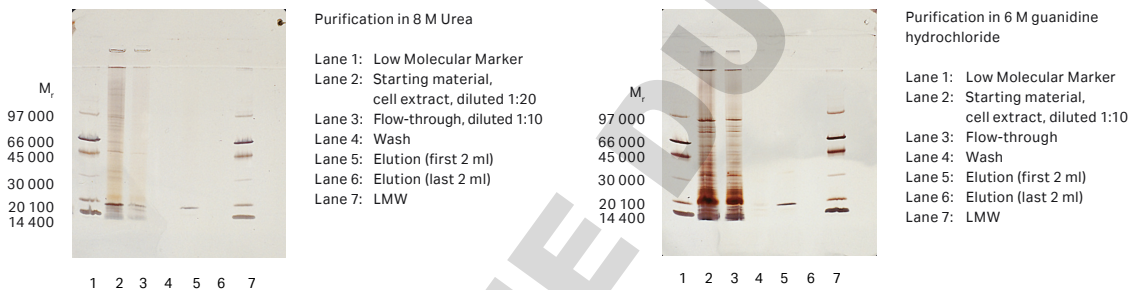 Purification in 8 M Urea
Lane 1: Low Molecular Marker
Lane 2: Starting material,
cell extract, diluted 1:20
Lane 3: Flow-through, diluted 1:10
Lane 4: Wash
Lane 5: Elution (first 2 ml)
Lane 6: Elution (last 2 ml)
Lane 7: LMW
Mr
97 000
66 000
45 000
30 000
20 100
14 400
1 2 3 4 5 6 7
Purification in 6 M guanidine
hydrochloride
Lane 1: Low Molecular Marker
Lane 2: Starting material,
cell extract, diluted 1:10
Lane 3: Flow-through
Lane 4: Wash
Lane 5: Elution (first 2 ml)
Lane 6: Elution (last 2 ml)
Lane 7: LMW
Mr
97 000
66 000
45 000
30 000
20 100
14 400
1 2 3 4 5 6 7